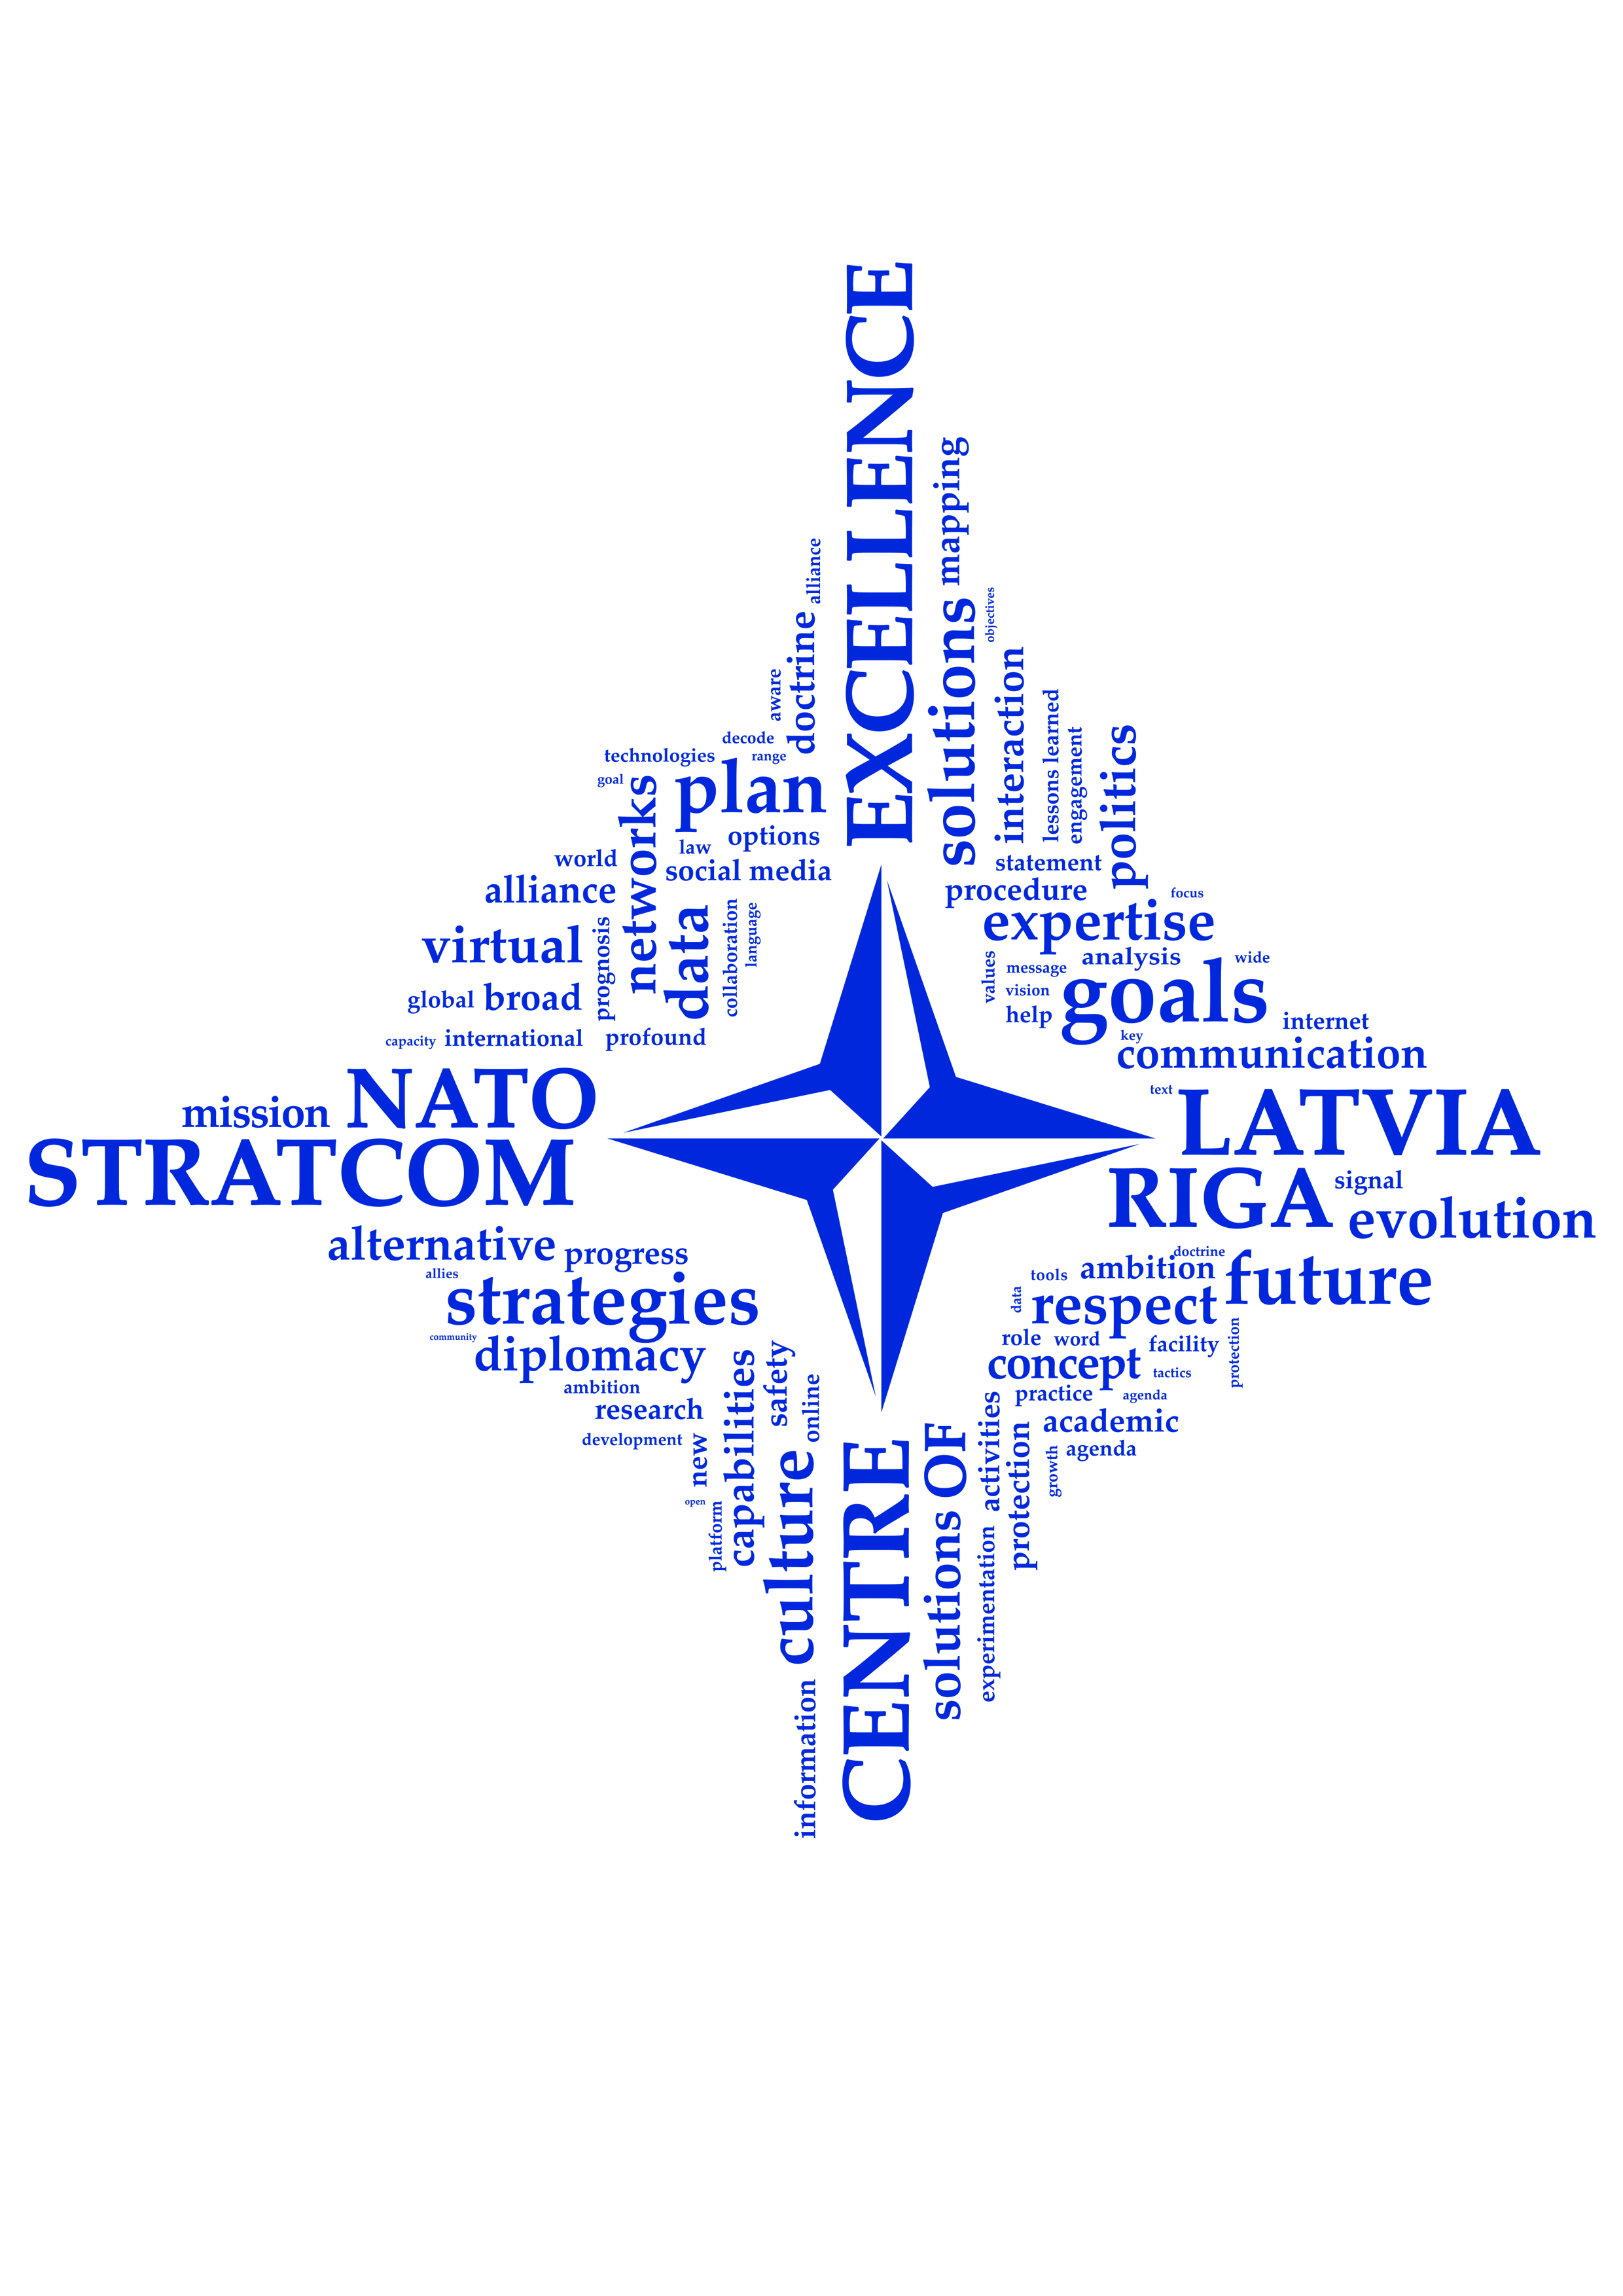 EXCELLENCE
mapping
solutions
objectives
alliance
doctrine
aware
interaction
lessons learned
engagement
politics
decode
technologies
range
goal
plan
networks
options
law
social media
world
alliance
virtual
prognosis
data
collaboration
language
global broad
capacity international profound
statement
procedure
focus
expertise
analysis
wide
values
message
vision
help
goals
internet
key
communication
text
mission NATO
STRATCOM
LATVIA
RIGA signal
evolution
alternative progress
allies
strategies
community
diplomacy
ambition
research
development
new
open
platform
capabilities
safety
online
culture
information
doctrine
tools ambition future
data
respect
role word facility
protection
concept tactics
practice agenda
academic
agenda
growth
activities
protection
experimentation
solutions OF
CENTRE